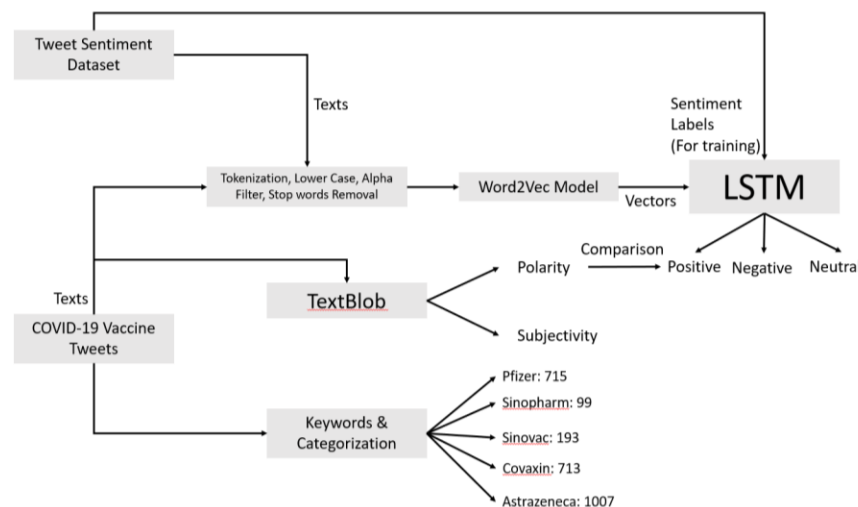 Tweet Sentiment
Dataset
Texts
Sentiment
Labels
(For training)
Tokenization, Lower Case, Alpha
Filter, Stop words Removal
Word2Vec Model
Vectors
LSTM
Comparison
Polarity
Positive
Negative
Neutra
Texts
TextBlob
COVID-19 Vaccine
Tweets
Subjectivity
Pfizer: 715
Sinopharm: 99
Keywords &
Categorization
Sinovac: 193
Covaxin: 713
Astrazeneca: 1007